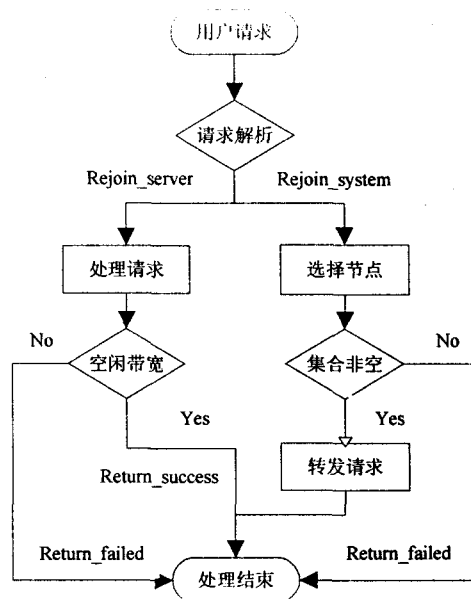 用户请求
请求解析
Rejoin_server
Rejoin_system
处理请求
选择节点
No
空闲带宽
集合非空
No
Yes
Yes
转发请求
Return_success
Return_failed
处理结束
Return_failed